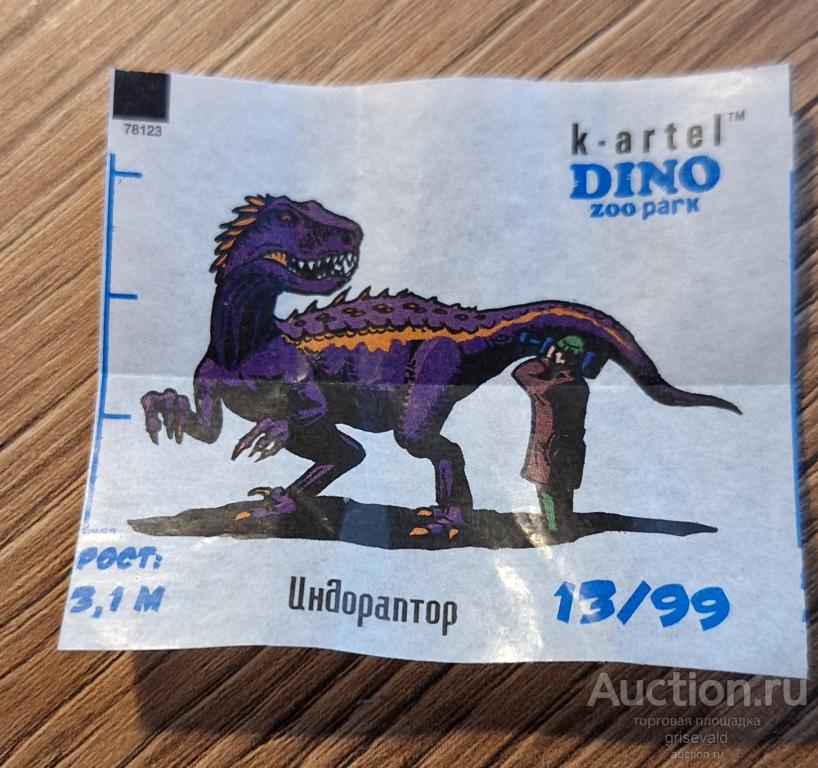 78123
k-artel™
DINO
ZOO-PARK
РОСТ:
3,1 М
Индораптор
13/99
Auction.ru
торговая площадка
grisevald
auction.ru